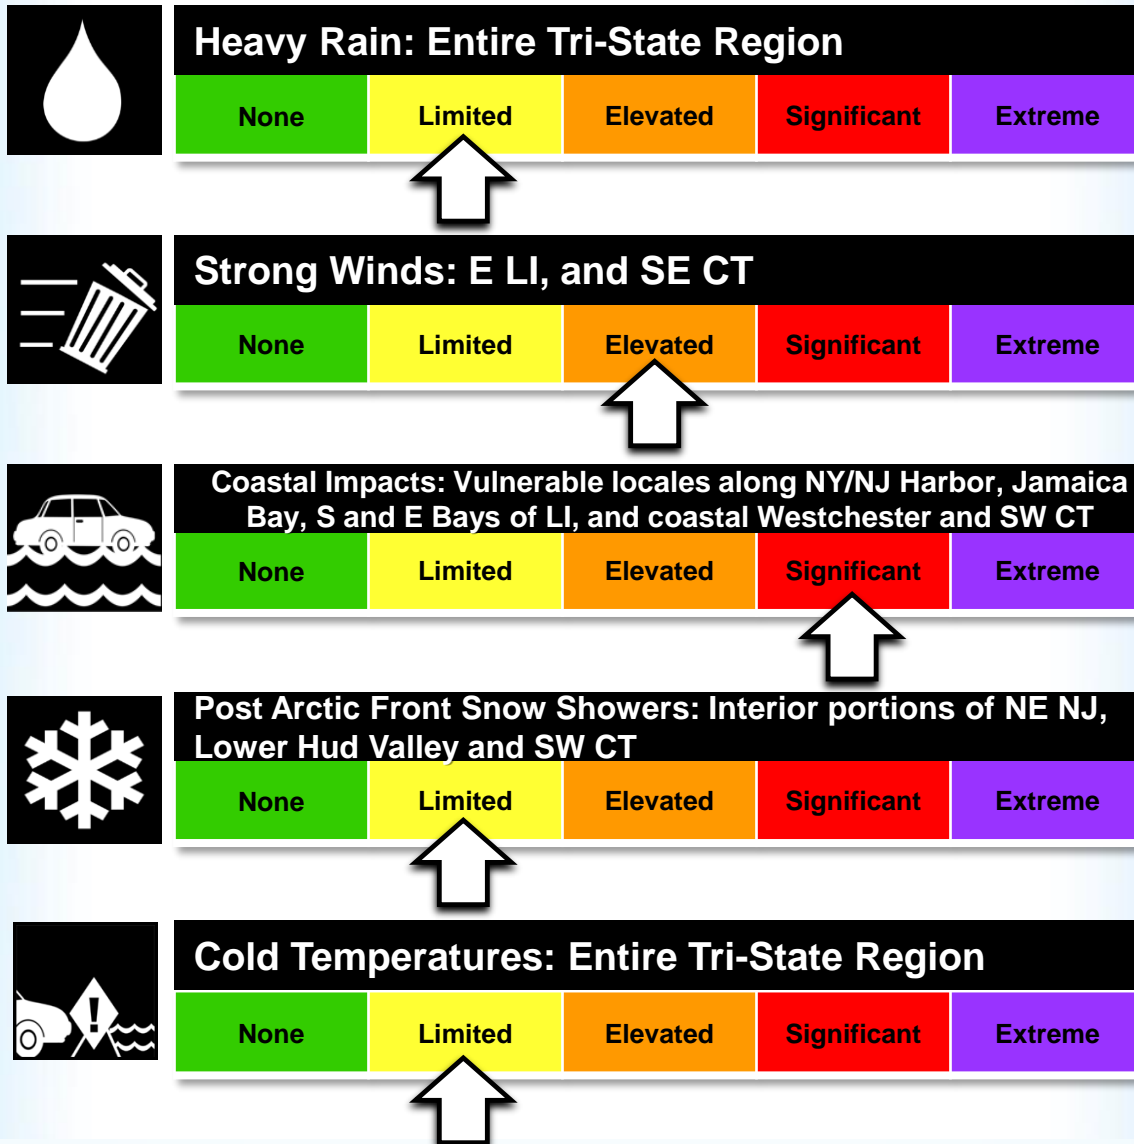 Heavy Rain: Entire Tri-State Region
None Limited Elevated Significant Extreme
Strong Winds: E LI, and SE CT
None Limited Elevated Significant Extreme
Coastal Impacts: Vulnerable locales along NY/NJ Harbor, Jamaica
Bay, S and E Bays of LI, and coastal Westchester and SW CT
None Limited Elevated Significant Extreme
Post Arctic Front Snow Showers: Interior portions of NE NJ,
Lower Hud Valley and SW CT
None Limited Elevated Significant Extreme
!
Cold Temperatures: Entire Tri-State Region
None Limited Elevated Significant Extreme